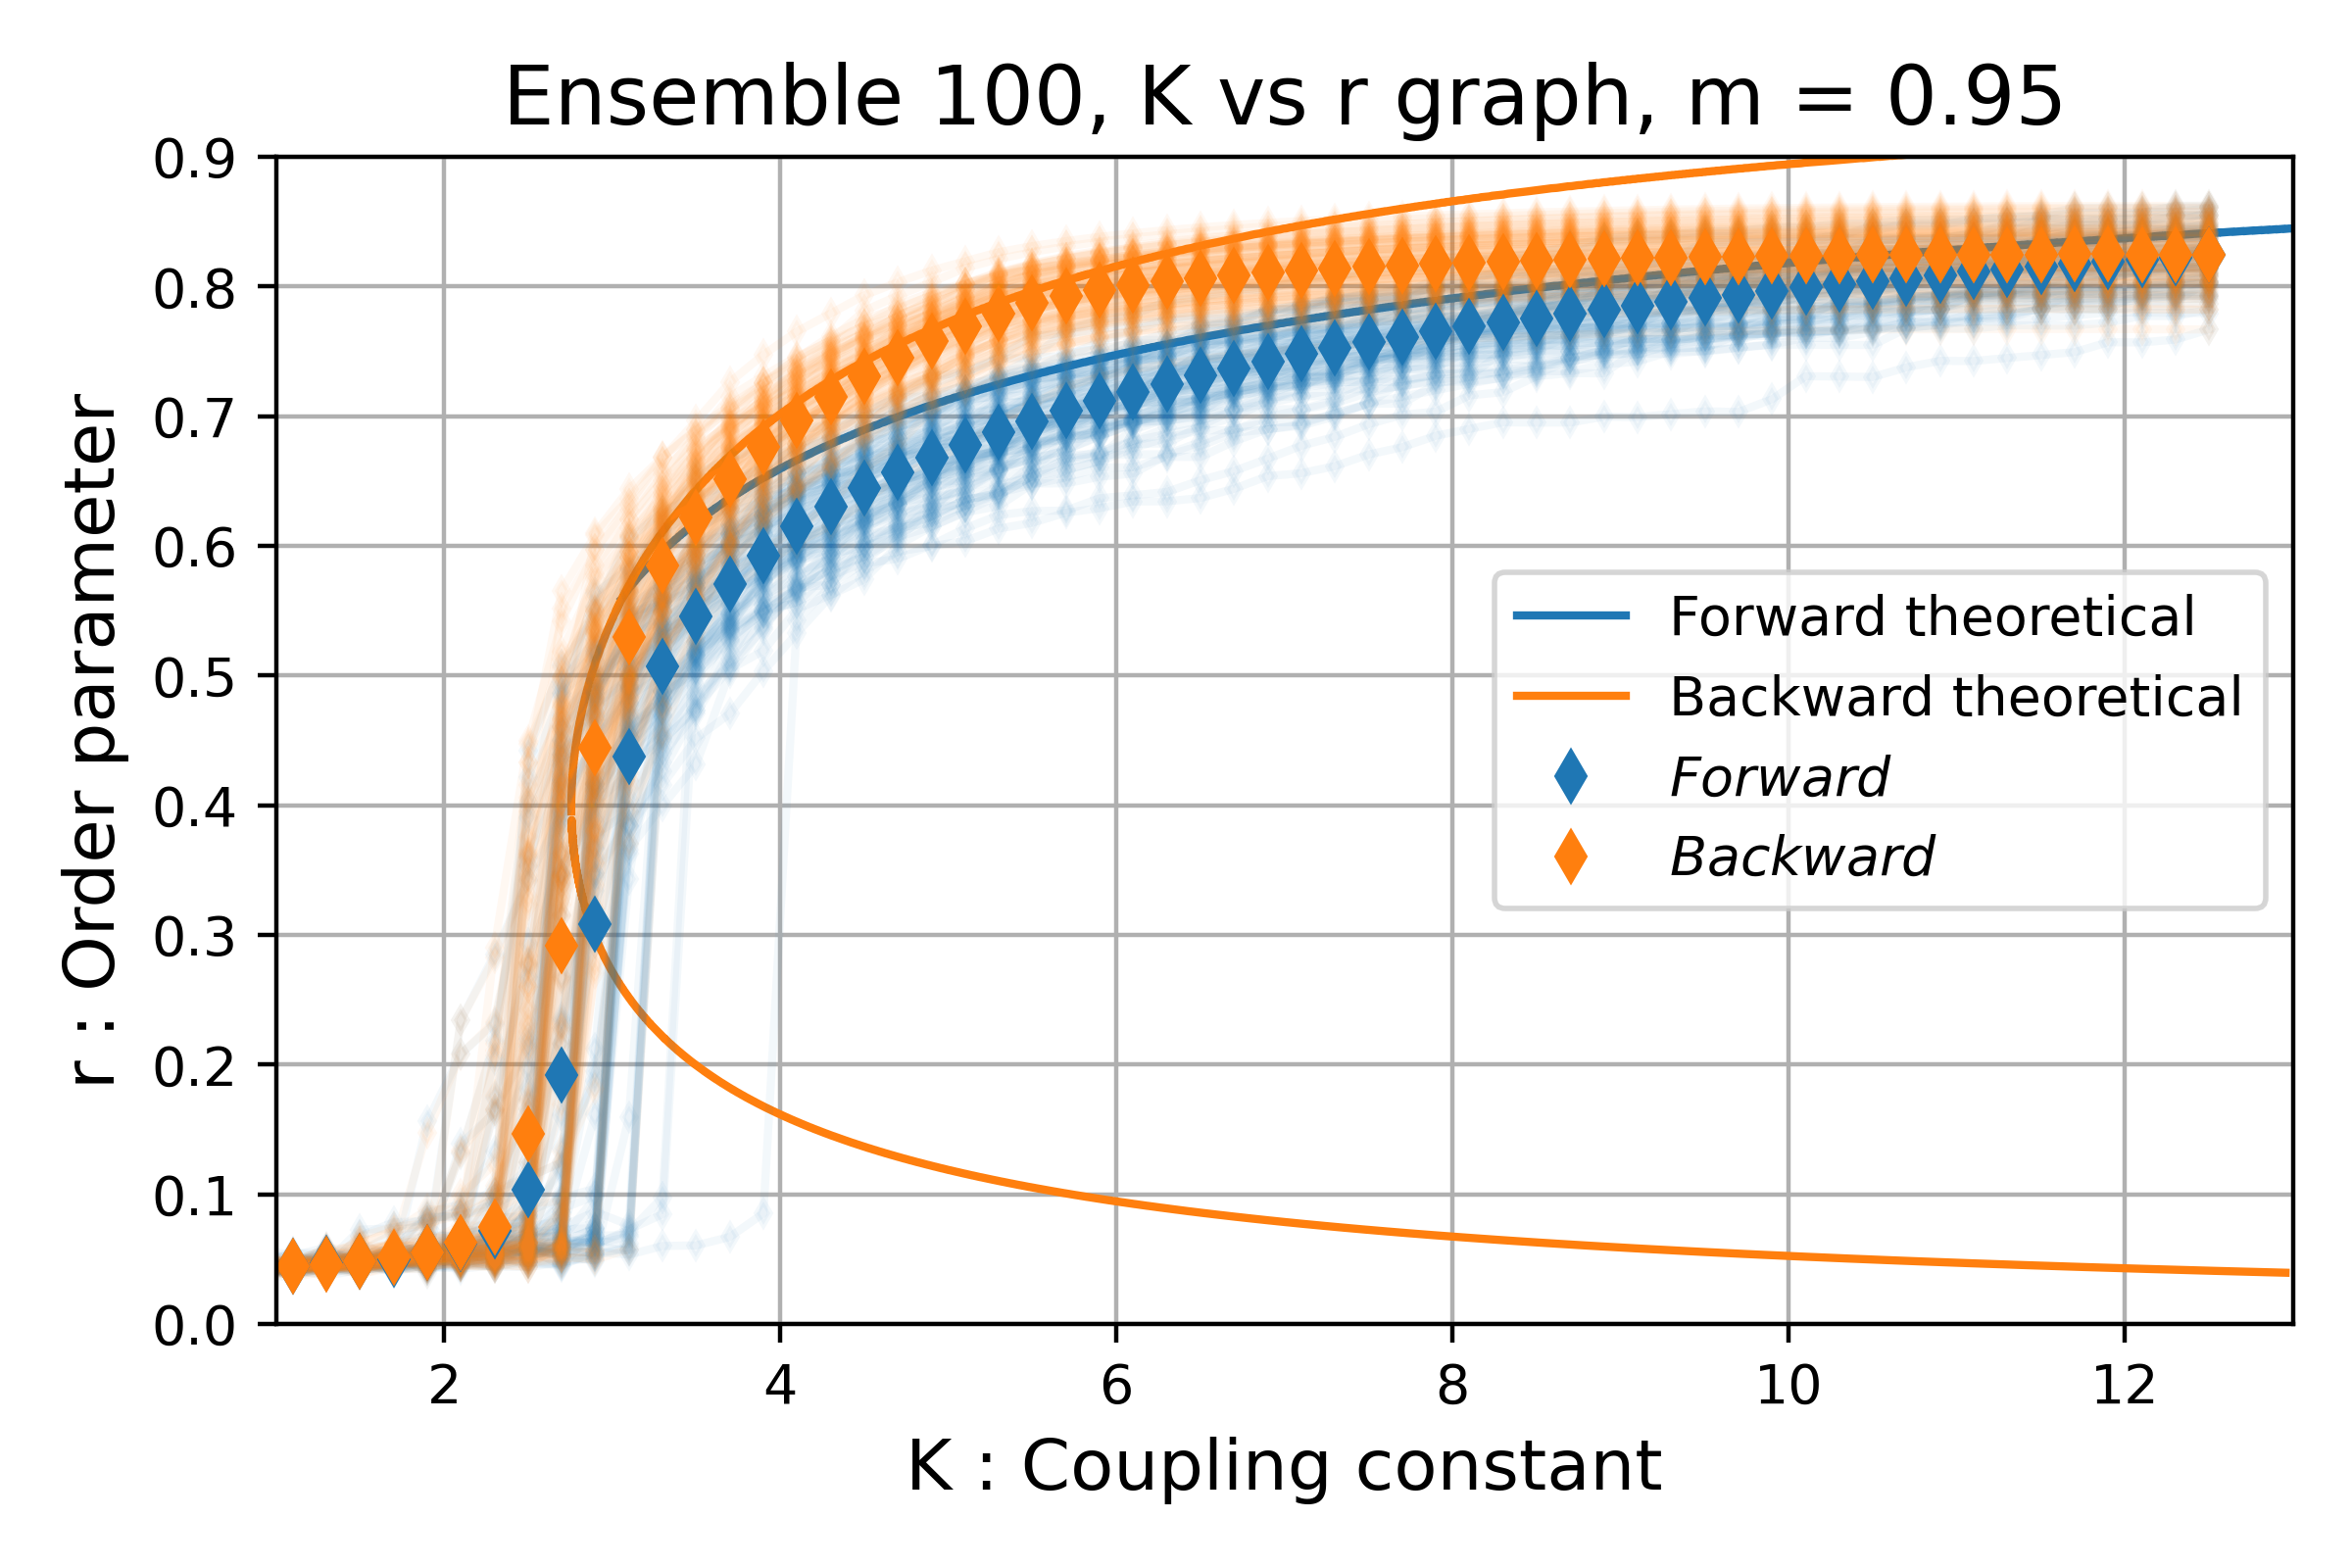 Ensemble 100, K vs r graph, m = 0.95
r : Order parameter
0.9
0.8
0.7
0.6
0.5
0.4
0.3
0.2
0.1
0.0
Forward theoretical
Backward theoretical
Forward
Backward
2 4 6 8 10 12
K : Coupling constant